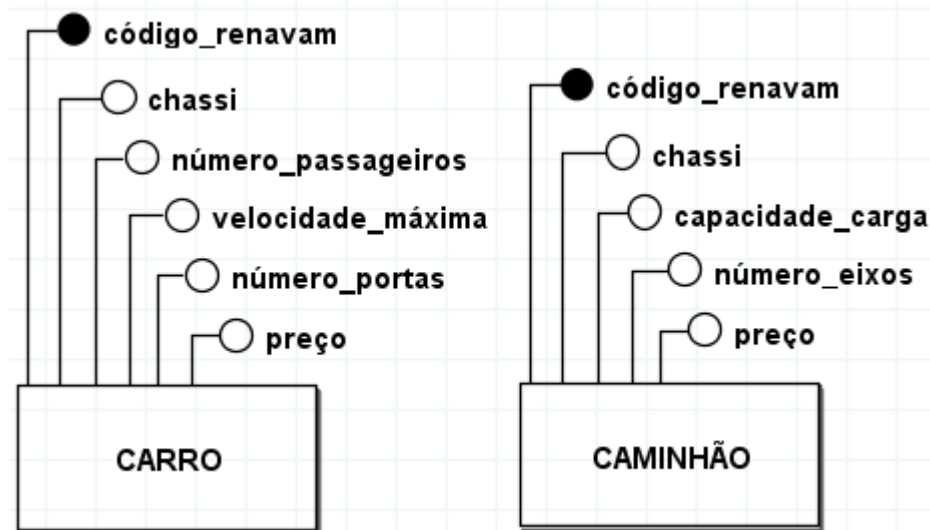 código_renavam
chassi
número_passageiros
velocidade_máxima
número_portas
preço
CARRO
código_renavam
chassi
capacidade_carga
número_eixos
preço
CAMINHÃO